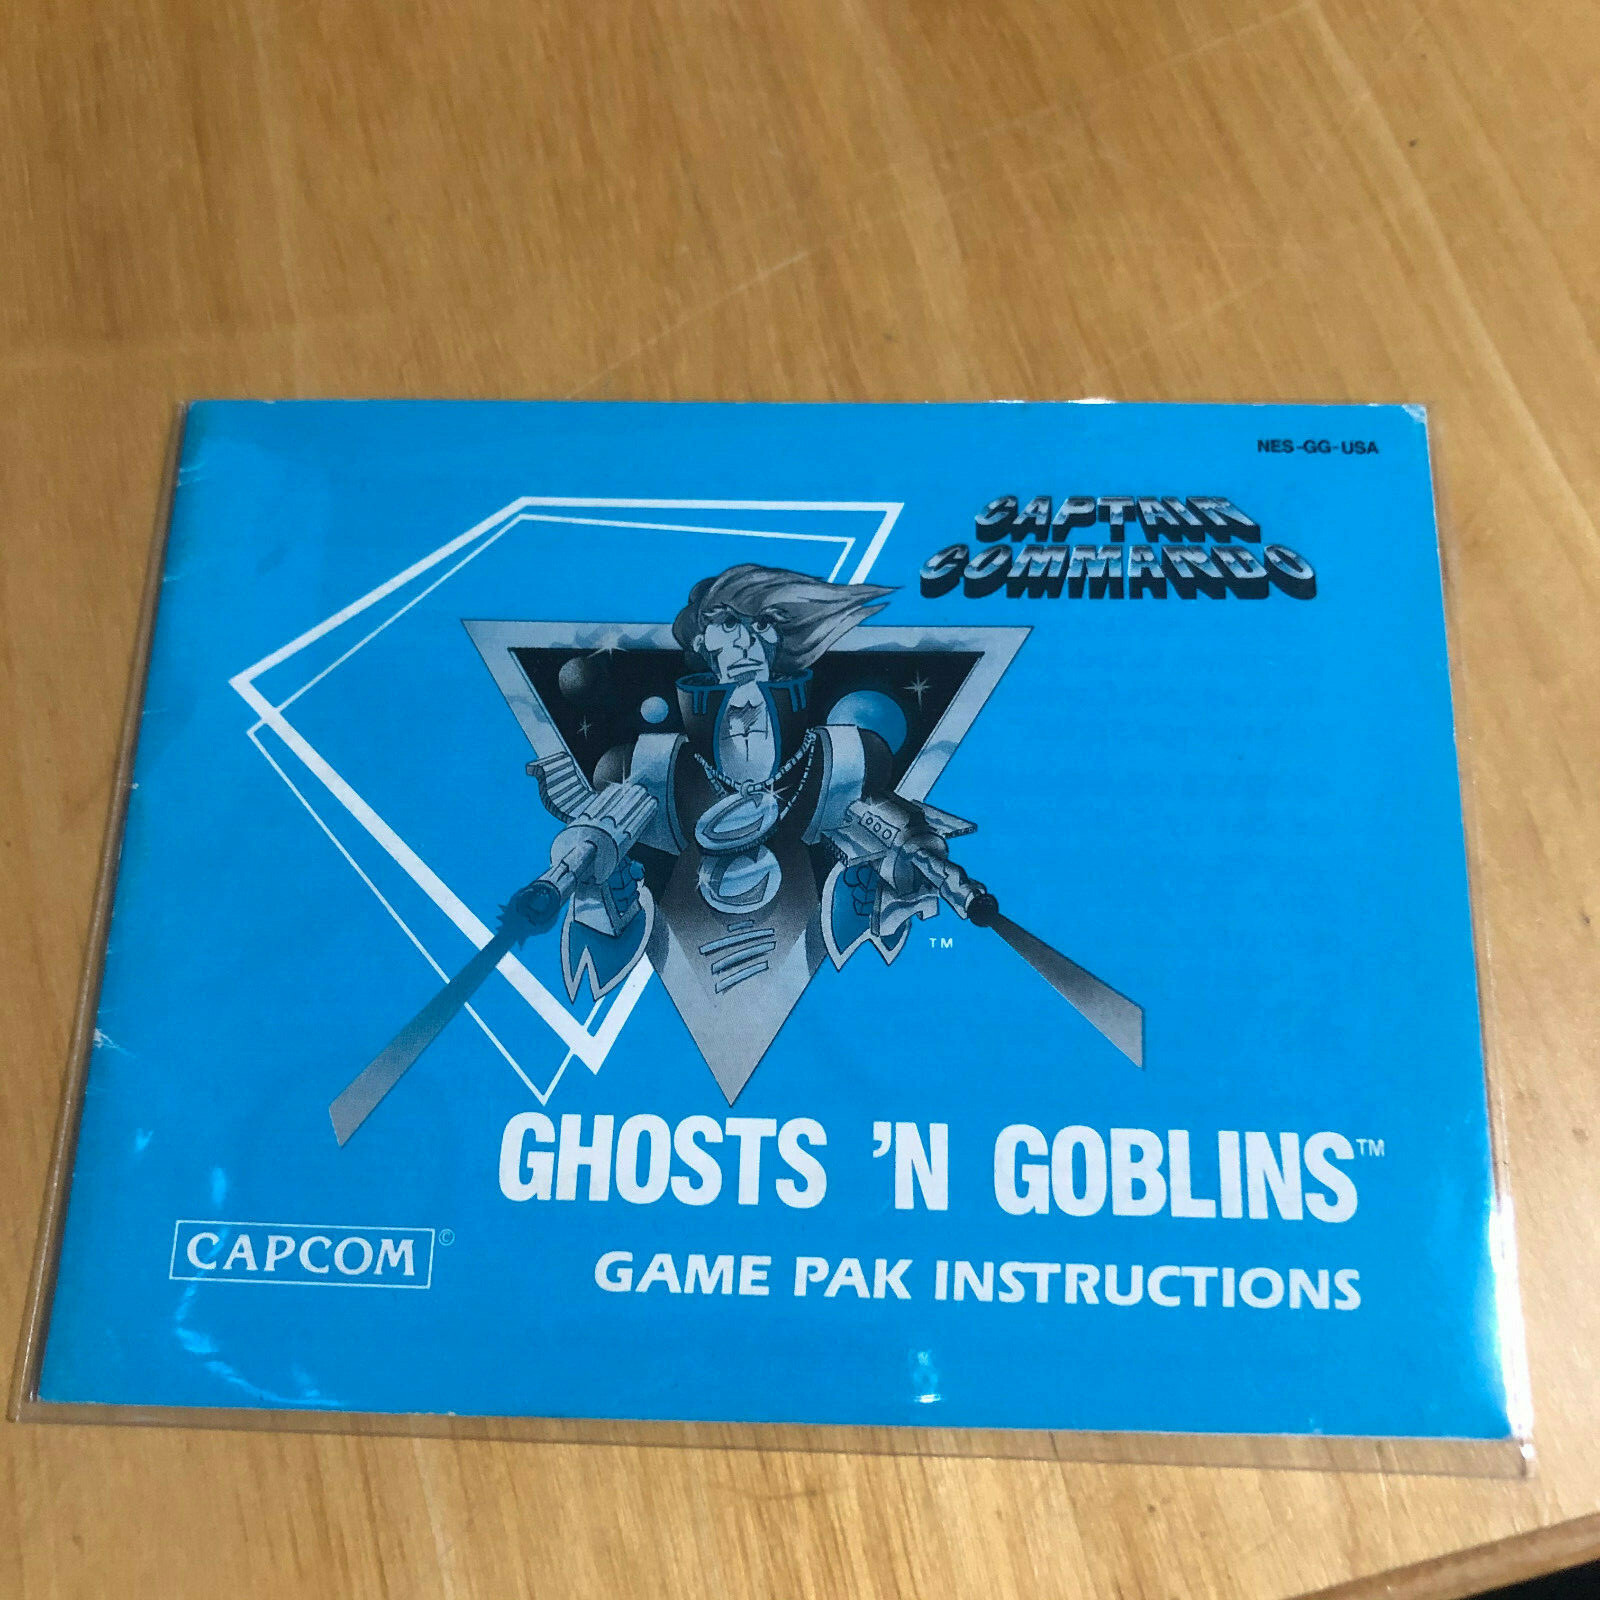 NES-GG-USA
CAPTAIN
COMMANDO
TM
GHOSTS 'N GOBLINS™
CAPCOM©
GAME PAK INSTRUCTIONS